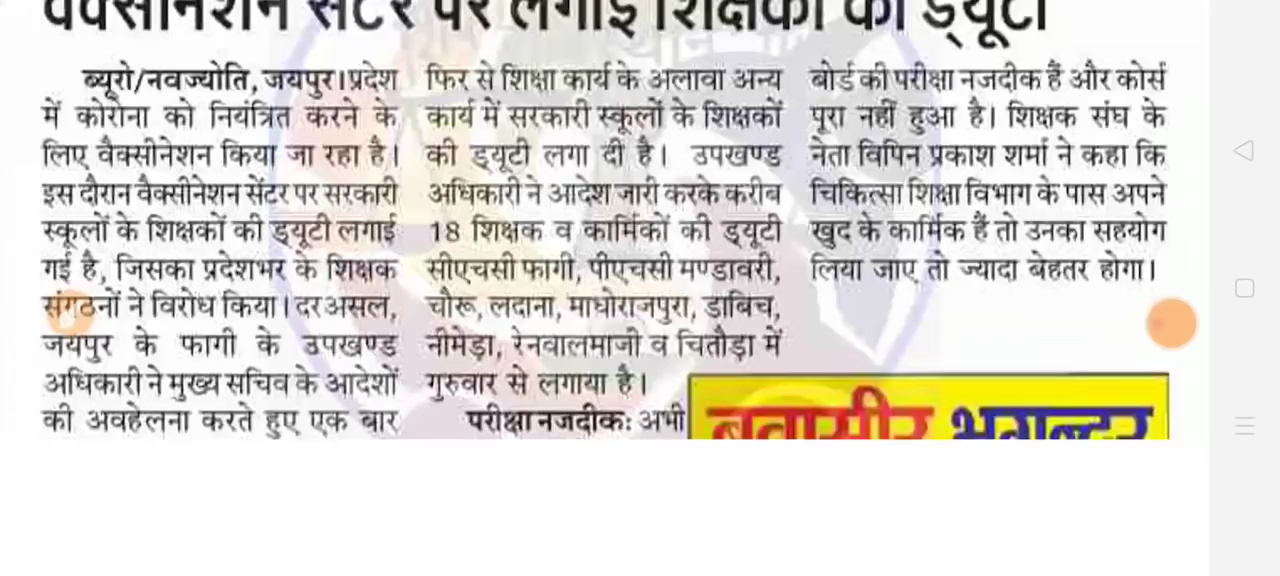 वैक्सीनेशन सेंटर पर लगाई शिक्षकों की ड्यूटी
ब्यूरो/नवज्योति, जयपुर।प्रदेश
में कोरोना को नियंत्रित करने के
लिए वैक्सीनेशन किया जा रहा है।
इस दौरान वैक्सीनेशन सेंटर पर सरकारी
स्कूलों के शिक्षकों की ड्यूटी लगाई
गई है, जिसका प्रदेशभर के शिक्षक
संगठनों ने विरोध किया। दरअसल,
जयपुर के फागी के उपखण्ड
अधिकारी ने मुख्य सचिव के आदेशों
की अवहेलना करते हुए एक बार
फिर से शिक्षा कार्य के अलावा अन्य
कार्य में सरकारी स्कूलों के शिक्षकों
की ड्यूटी लगा दी है। उपखण्ड
अधिकारी ने आदेश जारी करके करीब
18 शिक्षक व कार्मिकों की ड्यूटी
सीएचसी फागी, पीएचसी मण्डावरी,
चौरू, लदाना, माधोराजपुरा, डाबिच,
नीमेड़ा, रेनवालमाजी व चितौड़ा में
गुरुवार से लगाया है।
परीक्षा नजदीक: अभी
बोर्ड की परीक्षा नजदीक हैं और कोर्स
पूरा नहीं हुआ है। शिक्षक संघ के
नेता विपिन प्रकाश शर्मा ने कहा कि
चिकित्सा शिक्षा विभाग के पास अपने
खुद के कार्मिक हैं तो उनका सहयोग
लिया जाए तो ज्यादा बेहतर होगा।
बवासीर भगन्दर